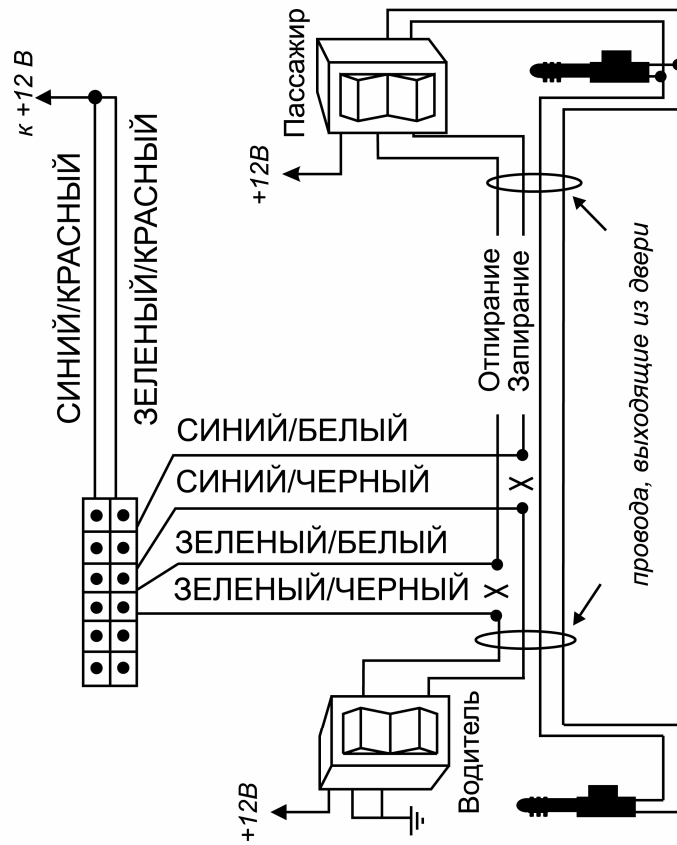 к +12 В
СИНИЙ/КРАСНЫЙ
ЗЕЛЕНЫЙ/КРАСНЫЙ
Пассажир
+12В
СИНИЙ/БЕЛЫЙ
СИНИЙ/ЧЕРНЫЙ
ЗЕЛЕНЫЙ/БЕЛЫЙ
ЗЕЛЕНЫЙ/ЧЕРНЫЙ
Отпирание
Запирание
провода, выходящие из двери
Водитель
+12В